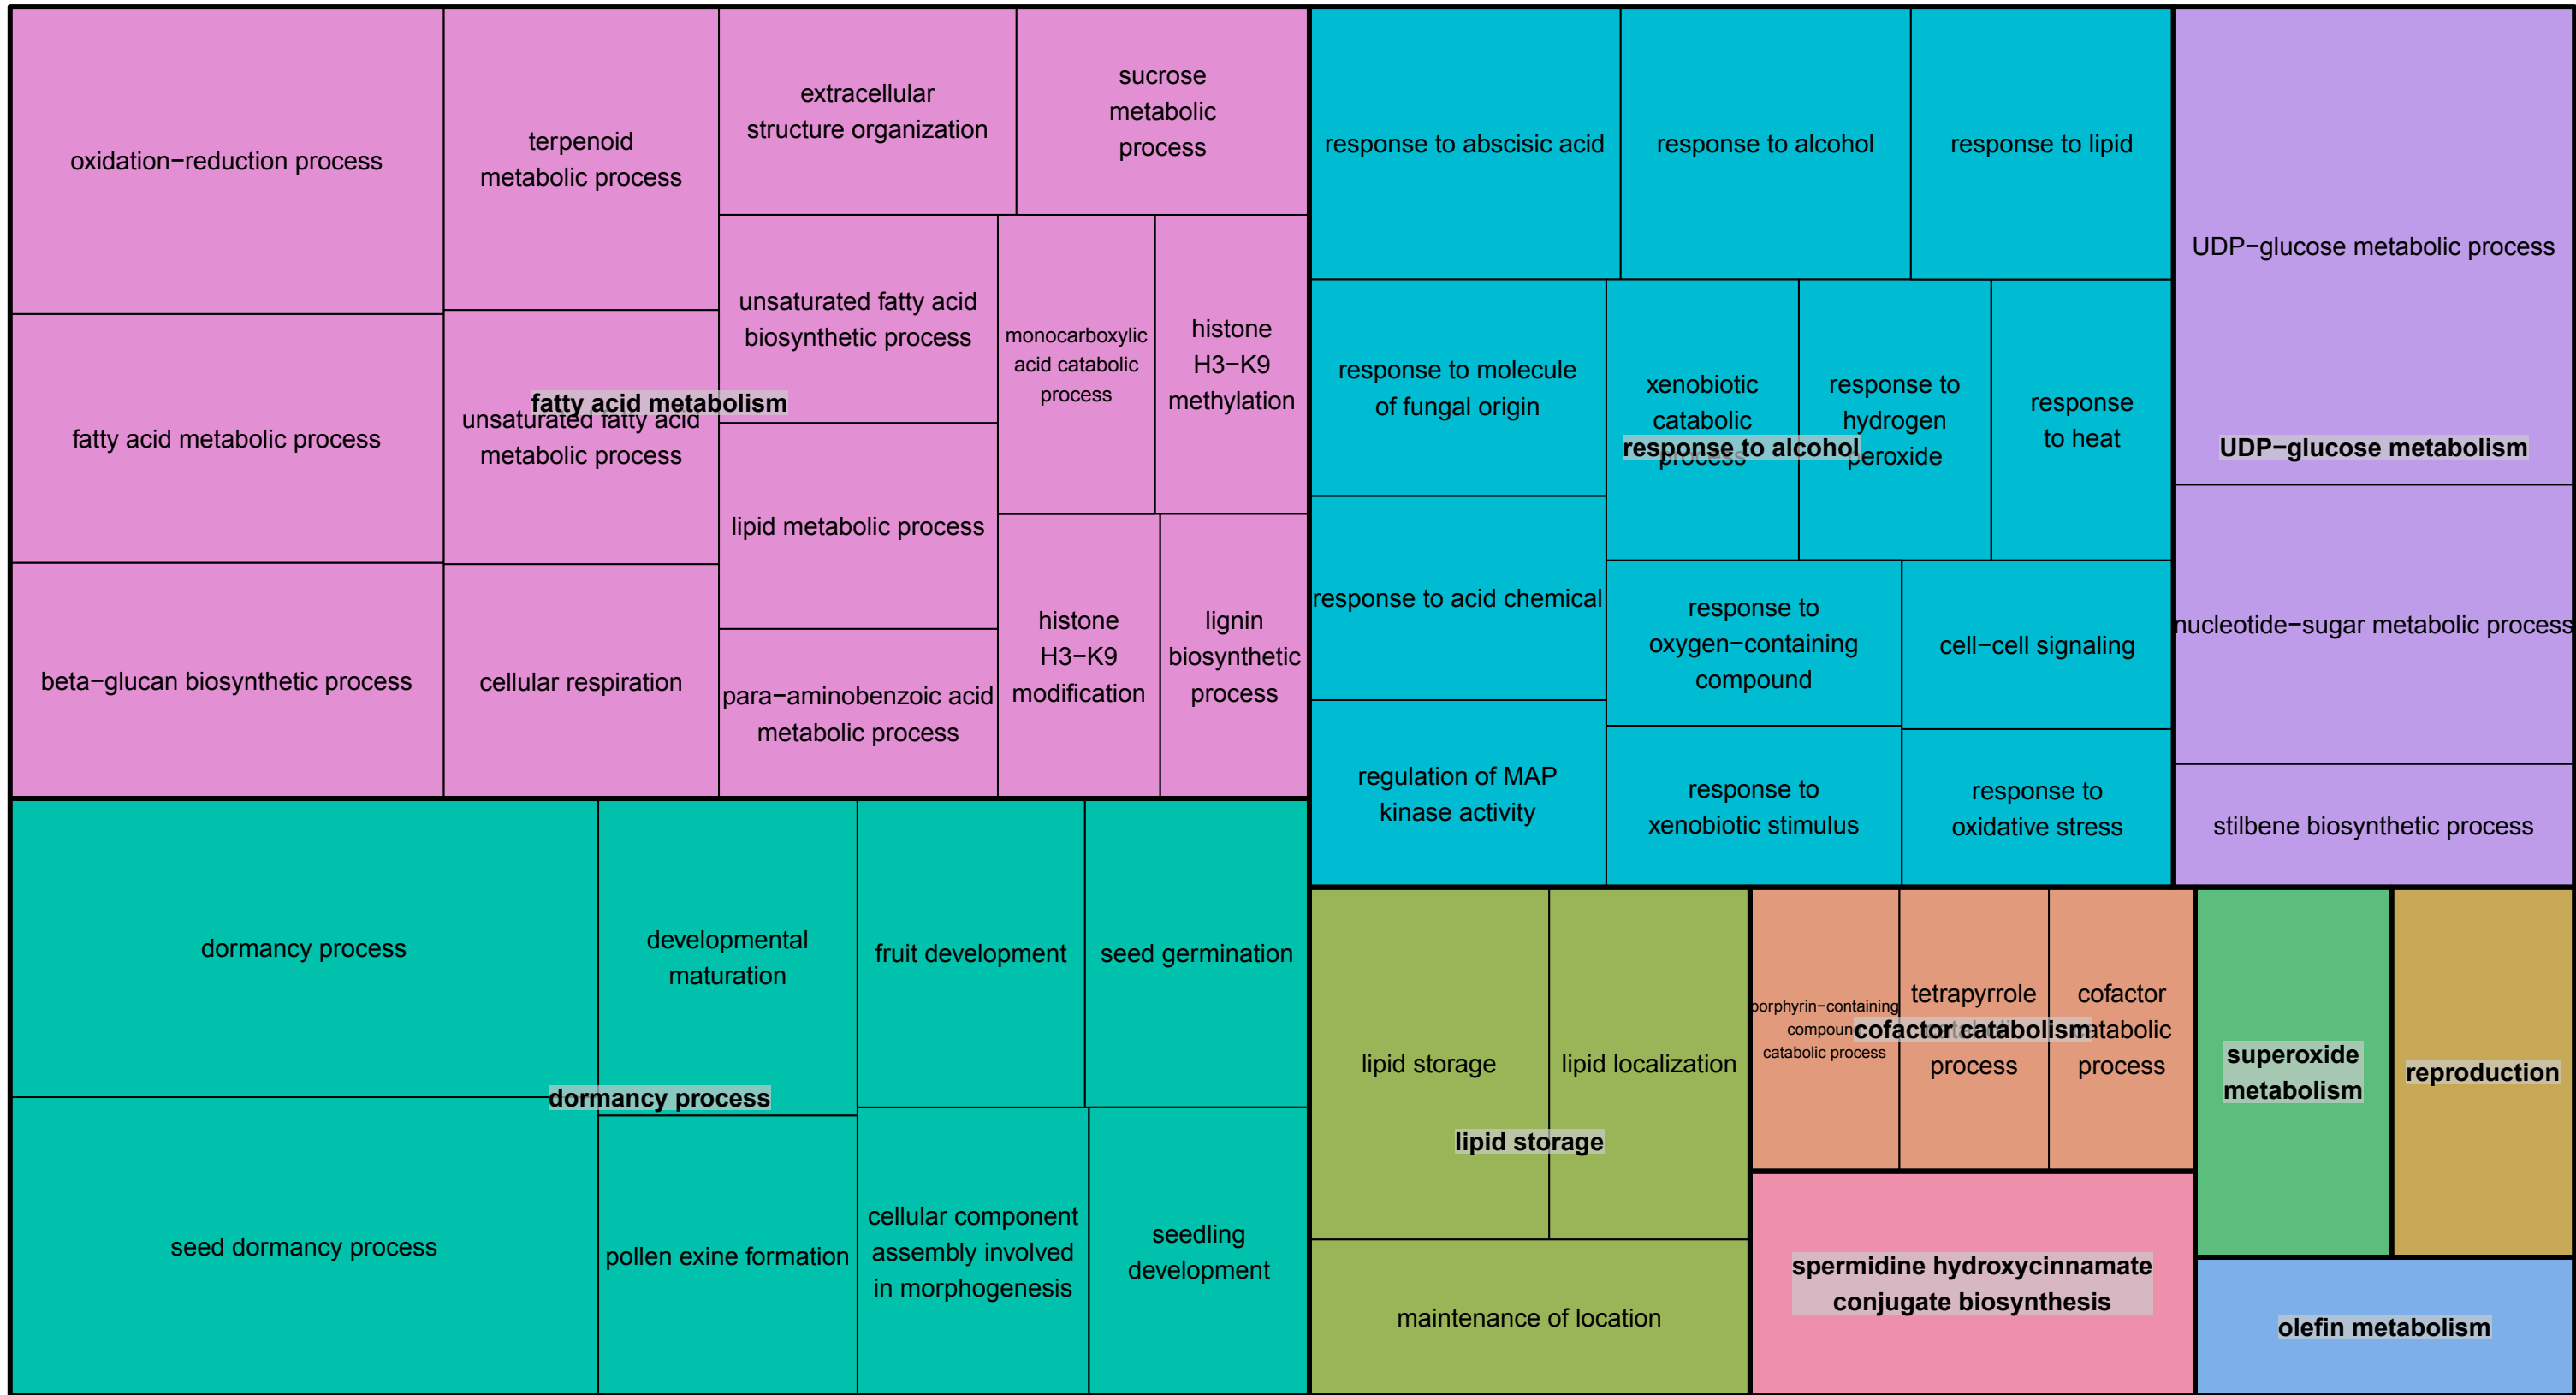 oxidation−reduction process
fatty acid metabolic process
beta−glucan biosynthetic process
terpenoid
metabolic process
unsaturated fatty acid
metabolic process
cellular respiration
extracellular
structure organization
sucrose
metabolic
process
unsaturated fatty acid
biosynthetic process
lipid metabolic process
para−aminobenzoic acid
metabolic process
monocarboxylic
acid catabolic
process
histone
H3−K9
methylation
histone
H3−K9
modification
lignin
biosynthetic
process
fatty acid metabolism
dormancy process
seed dormancy process
developmental
maturation
pollen exine formation
fruit development
seed germination
cellular component
assembly involved
in morphogenesis
seedling
development
dormancy process
response to abscisic acid
response to alcohol
response to lipid
response to molecule
of fungal origin
response to acid chemical
regulation of MAP
kinase activity
xenobiotic
catabolic
process
response to
hydrogen
peroxide
response
to heat
response to
oxygen−containing
compound
cell−cell signaling
response to
xenobiotic stimulus
response to
oxidative stress
response to alcohol
UDP−glucose metabolic process
UDP−glucose metabolism
nucleotide−sugar metabolic process
stilbene biosynthetic process
lipid storage
lipid localization
maintenance of location
lipid storage
porphyrin−containing
compound
catabolic process
tetrapyrrole
process
cofactor
catabolic
process
cofactor catabolism
spermidine hydroxycinnamate
conjugate biosynthesis
superoxide
metabolism
reproduction
olefin metabolism